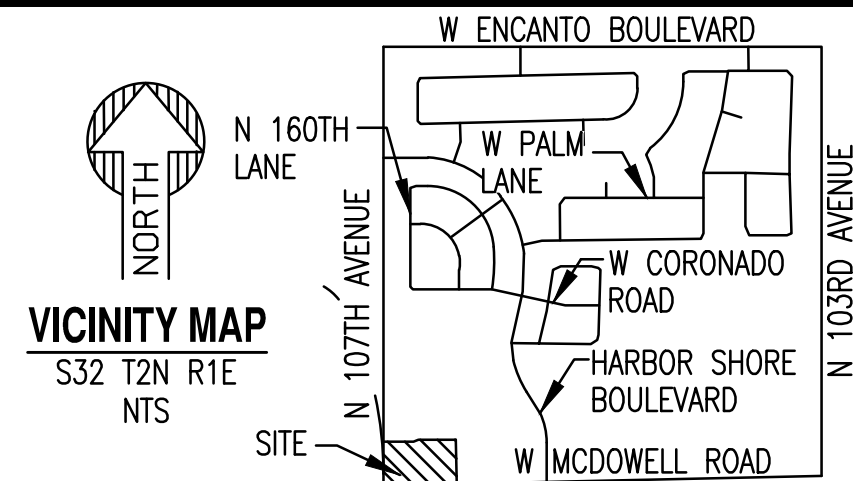 W ENCANTO BOULEVARD
N 160TH
LANE
W PALM
LANE
NORTH
N 107TH AVENUE
N 103RD AVENUE
W CORONADO
ROAD
VICINITY MAP
S32 T2N R1E
NTS
HARBOR SHORE
BOULEVARD
SITE
W MCDOWELL ROAD